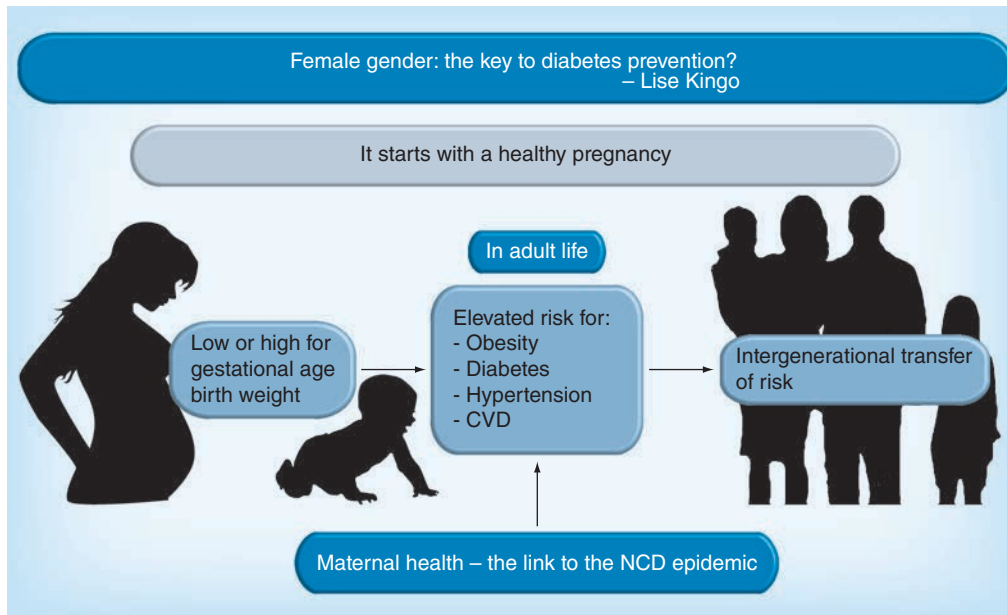 Female gender: the key to diabetes prevention?
– Lise Kingo
It starts with a healthy pregnancy
Low or high for
gestational age
birth weight
In adult life
Elevated risk for:
- Obesity
- Diabetes
- Hypertension
- CVD
Intergenerational transfer
of risk
Maternal health – the link to the NCD epidemic